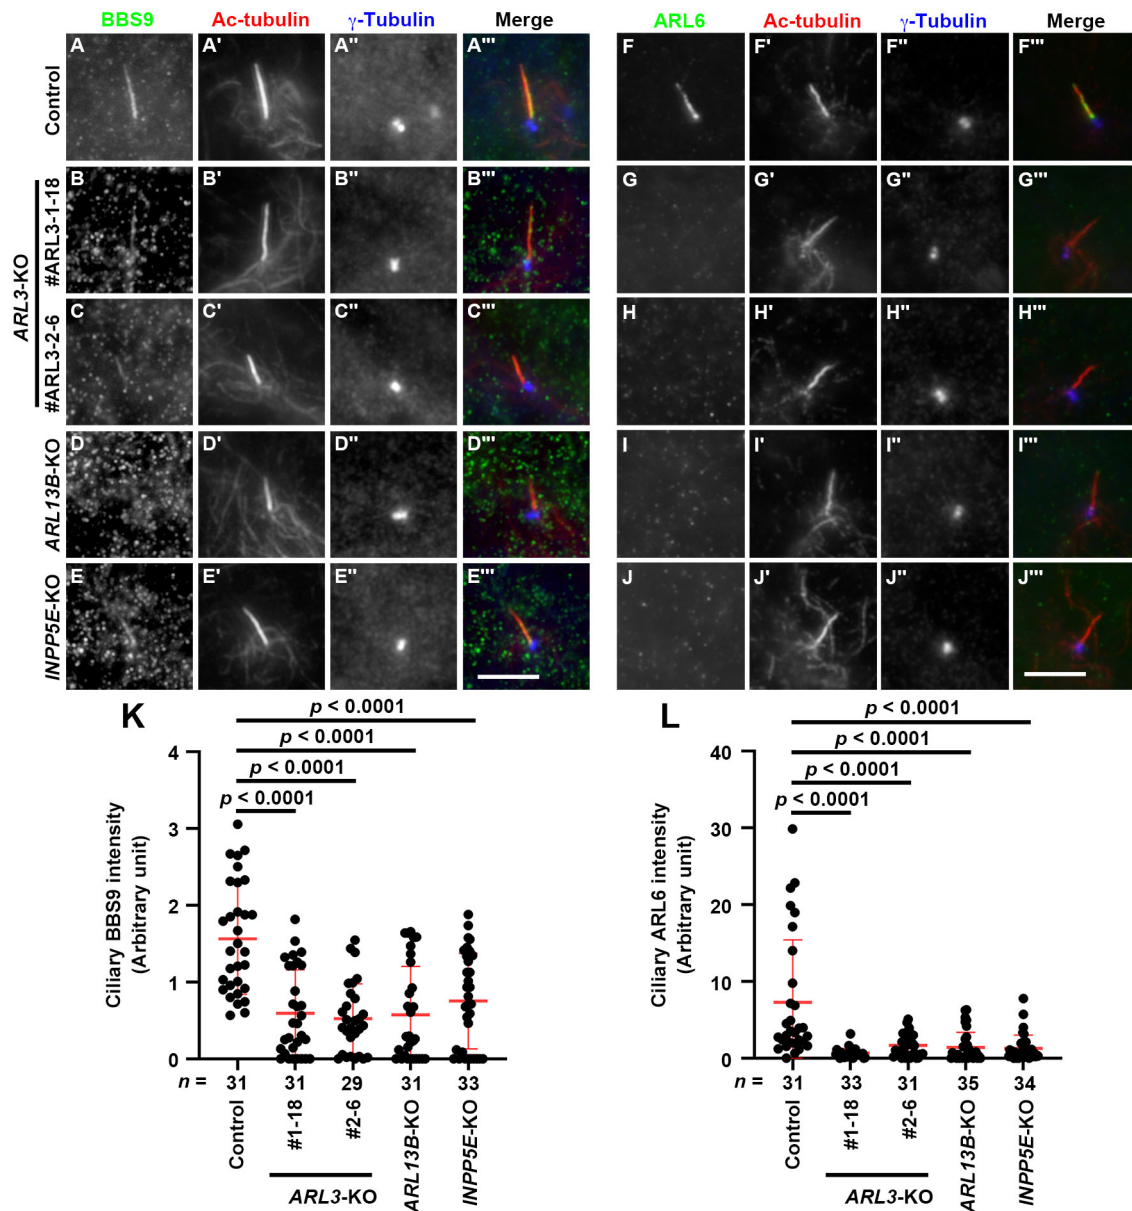 BBS9 Ac-tubulin γ-Tubulin Merge ARL6 Ac-tubulin γ-Tubulin Merge
Control
A A' A" A'" F F' F" F'"
ARL3-KO
#ARL3-1-18
B B' B" B'" G G' G" G'"
#ARL3-2-6
C C' C" C'" H H' H" H'"
ARL13B-KO
D D' D" D'" I I' I" I'"
INPP5E-KO
E E' E" E'" J J' J" J'"
K
p < 0.0001
p < 0.0001
p < 0.0001
p < 0.0001
Ciliary BBS9 intensity
(Arbitrary unit)
4
3
2
1
0
n = 31 31 29 31 33
Control #1-18 #2-6 ARL13B-KO INPP5E-KO
ARL3-KO
L
p < 0.0001
p < 0.0001
p < 0.0001
p < 0.0001
Ciliary ARL6 intensity
(Arbitrary unit)
40
30
20
10
0
n = 31 33 31 35 34
Control #1-18 #2-6 ARL13B-KO INPP5E-KO
ARL3-KO